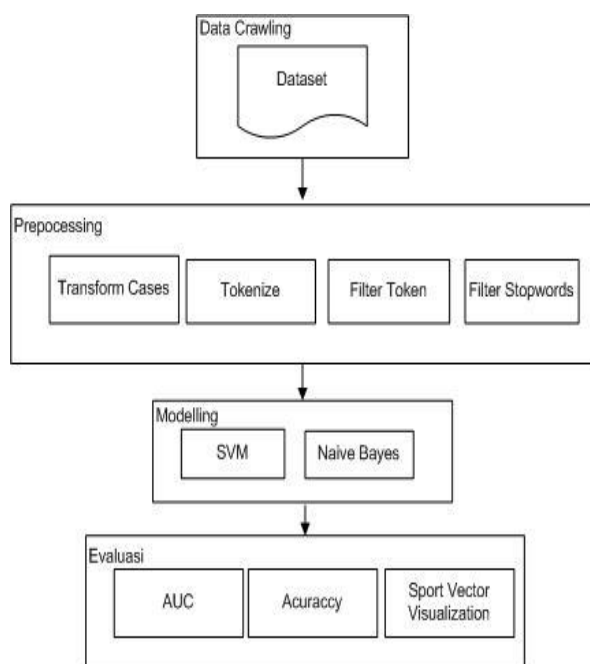 Data Crawling
Dataset
Prepocessing
Transform Cases
Tokenize
Filter Token
Filter Stopwords
Modelling
SVM
Naive Bayes
Evaluasi
AUC
Acuraccy
Sport Vector
Visualization